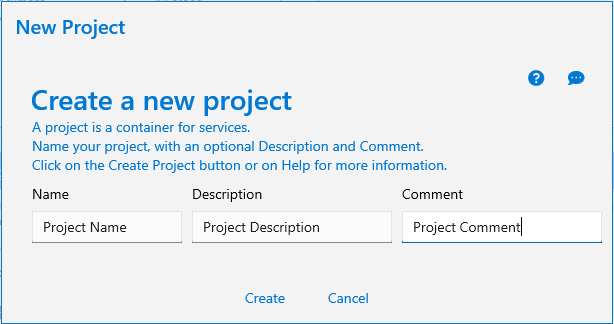 New Project
Create a new project
A project is a container for services.
Name your project, with an optional Description and Comment.
Click on the Create Project button or on Help for more information.
Name Description Comment
Project Name Project Description Project Comment
Create Cancel